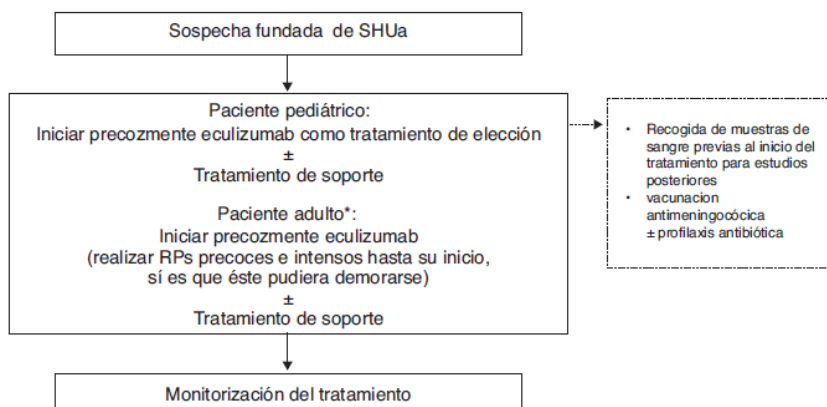 Sospecha fundada de SHUa
Paciente pediátrico:
Iniciar precozmente eculizumab como tratamiento de elección
±
Tratamiento de soporte
Paciente adulto*:
Iniciar precozmente eculizumab
(realizar RPs precoces e intensos hasta su inicio,
sí es que éste pudiera demorarse)
±
Tratamiento de soporte
• Recogida de muestras de
sangre previas al inicio del
tratamiento para estudios
posteriores
• vacunacion
antimeningocócica
± profilaxis antibiótica
Monitorización del tratamiento